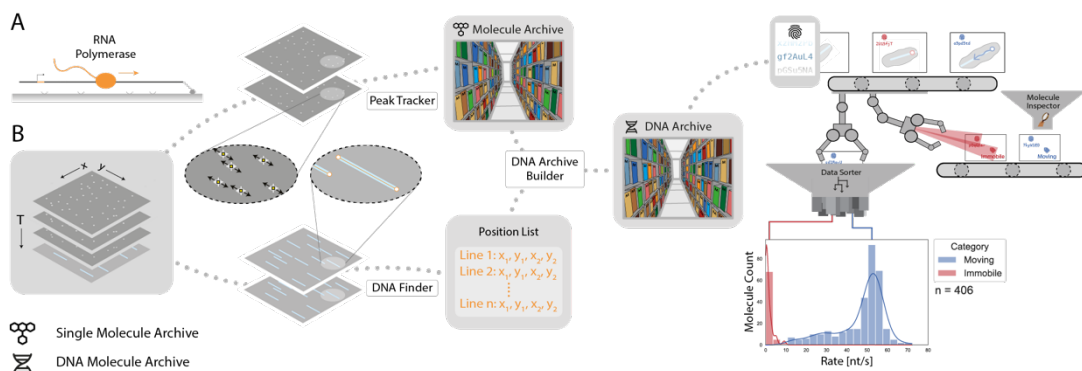 A
RNA
Polymerase
B
x
y
T
Peak Tracker
DNA Finder
Molecule Archive
DNA Archive
Builder
Position List
Line 1: x₁, y₁, x₂, y₂
Line 2: x₁, y₁, x₂, y₂
Line n: x₁, y₁, x₂, y₂
DNA Archive
gf2AuL4
Molecule
Inspector
Immobile
Moving
Data Sorter
Category
Moving
Immobile
n = 406
Molecule Count
80
60
40
20
0
0
10
20
30
40
50
60
70
80
Rate [nt/s]
Single Molecule Archive
DNA Molecule Archive